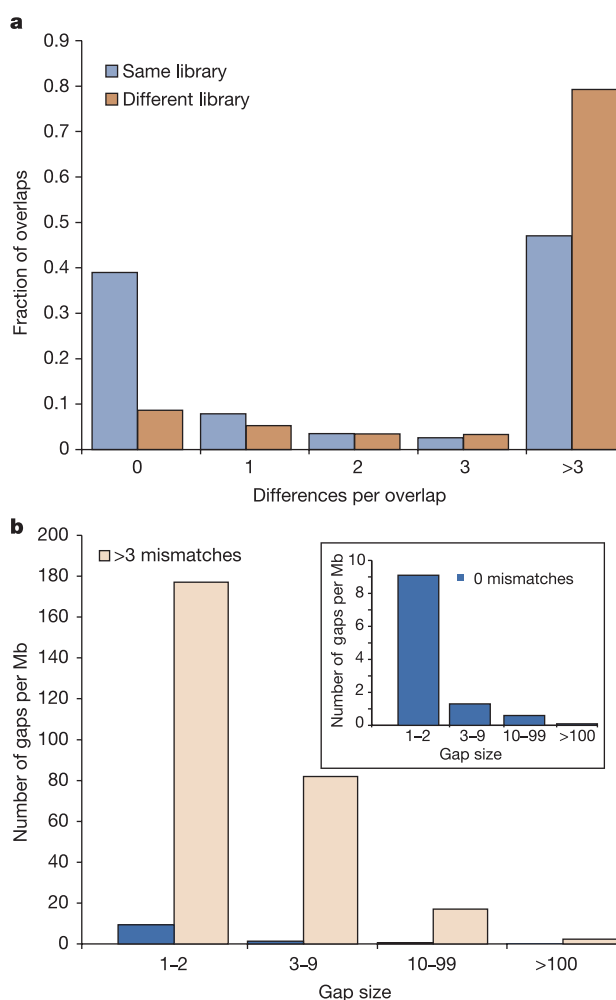 a
Fraction of overlaps
0.9
0.8
0.7
0.6
0.5
0.4
0.3
0.2
0.1
0
Same library
Different library
0 1 2 3 >3
Differences per overlap
b
Number of gaps per Mb
200
180
160
140
120
100
80
60
40
20
0
>3 mismatches
Number of gaps per Mb
10
8
6
4
2
0
0 mismatches
1–2 3–9 10–99 >100
Gap size
1–2 3–9 10–99 >100
Gap size